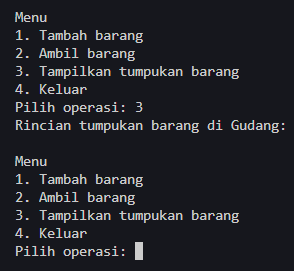 Menu
1. Tambah barang
2. Ambil barang
3. Tampilkan tumpukan barang
4. Keluar
Pilih operasi: 3
Rincian tumpukan barang di Gudang:

Menu
1. Tambah barang
2. Ambil barang
3. Tampilkan tumpukan barang
4. Keluar
Pilih operasi: